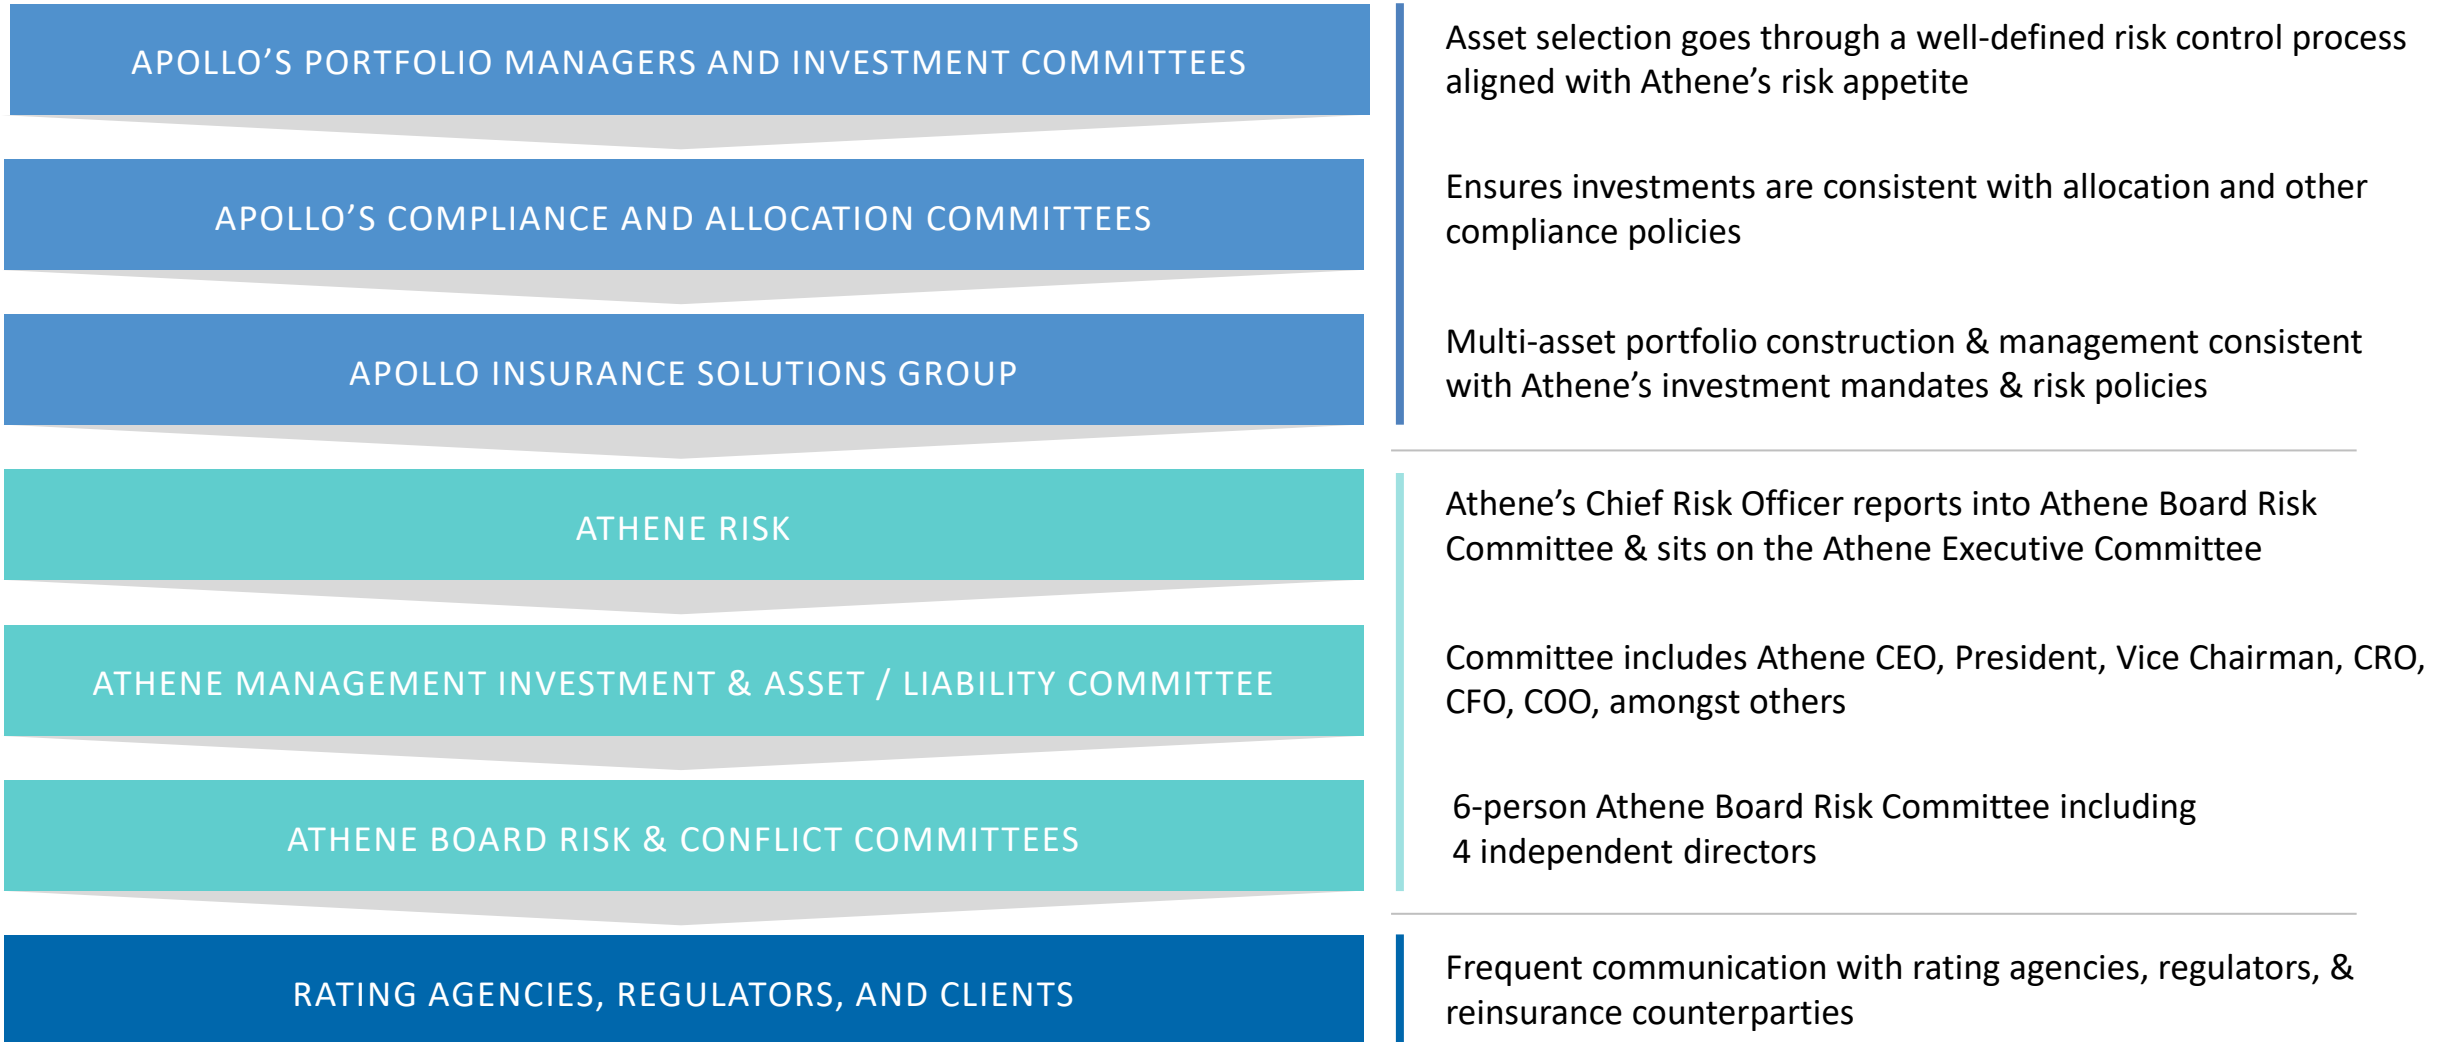 APOLLO’S PORTFOLIO MANAGERS AND INVESTMENT COMMITTEES
Asset selection goes through a well-defined risk control process
aligned with Athene’s risk appetite
APOLLO’S COMPLIANCE AND ALLOCATION COMMITTEES
Ensures investments are consistent with allocation and other
compliance policies
APOLLO INSURANCE SOLUTIONS GROUP
Multi-asset portfolio construction & management consistent
with Athene’s investment mandates & risk policies
ATHENE RISK
Athene’s Chief Risk Officer reports into Athene Board Risk
Committee & sits on the Athene Executive Committee
ATHENE MANAGEMENT INVESTMENT & ASSET / LIABILITY COMMITTEE
Committee includes Athene CEO, President, Vice Chairman, CRO,
CFO, COO, amongst others
ATHENE BOARD RISK & CONFLICT COMMITTEES
6-person Athene Board Risk Committee including
4 independent directors
RATING AGENCIES, REGULATORS, AND CLIENTS
Frequent communication with rating agencies, regulators, &
reinsurance counterparties